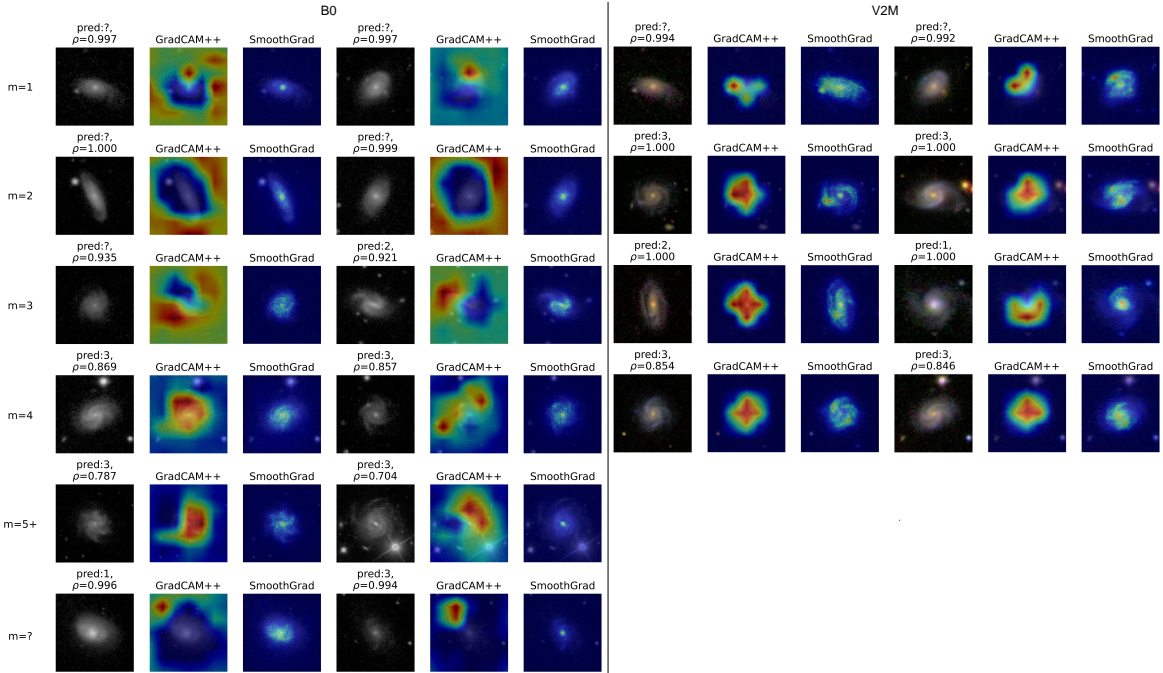 B0
V2M
pred:?,
ρ=0.997 GradCAM++ SmoothGrad pred:?,
ρ=0.997 GradCAM++ SmoothGrad pred:?,
ρ=0.994 GradCAM++ SmoothGrad pred:?,
ρ=0.992 GradCAM++ SmoothGrad
m=1
pred:?,
ρ=1.000 GradCAM++ SmoothGrad pred:?,
ρ=0.999 GradCAM++ SmoothGrad pred:3,
ρ=1.000 GradCAM++ SmoothGrad pred:3,
ρ=1.000 GradCAM++ SmoothGrad
m=2
pred:?,
ρ=0.935 GradCAM++ SmoothGrad pred:2,
ρ=0.921 GradCAM++ SmoothGrad pred:2,
ρ=1.000 GradCAM++ SmoothGrad pred:1,
ρ=1.000 GradCAM++ SmoothGrad
m=3
pred:3,
ρ=0.869 GradCAM++ SmoothGrad pred:3,
ρ=0.857 GradCAM++ SmoothGrad pred:3,
ρ=0.854 GradCAM++ SmoothGrad pred:3,
ρ=0.846 GradCAM++ SmoothGrad
m=4
pred:3,
ρ=0.787 GradCAM++ SmoothGrad pred:3,
ρ=0.704 GradCAM++ SmoothGrad
m=5+
pred:1,
ρ=0.996 GradCAM++ SmoothGrad pred:3,
ρ=0.994 GradCAM++ SmoothGrad
m=?